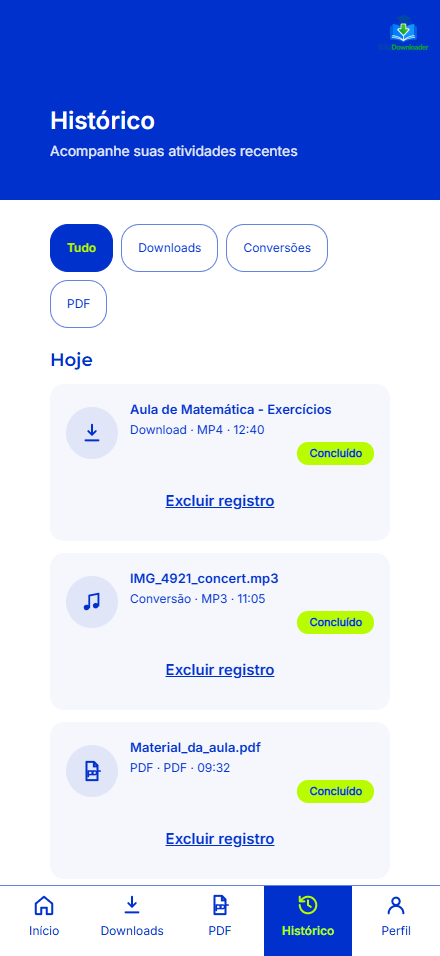 Downloader
Histórico
Acompanhe suas atividades recentes
Tudo
Downloads
Conversões
PDF
Hoje
Aula de Matemática - Exercícios
Download · MP4 · 12:40
Concluído
Excluir registro
IMG_4921_concert.mp3
Conversão · MP3 · 11:05
Concluído
Excluir registro
Material_da_aula.pdf
PDF · PDF · 09:32
Concluído
Excluir registro
Início
Downloads
PDF
Histórico
Perfil